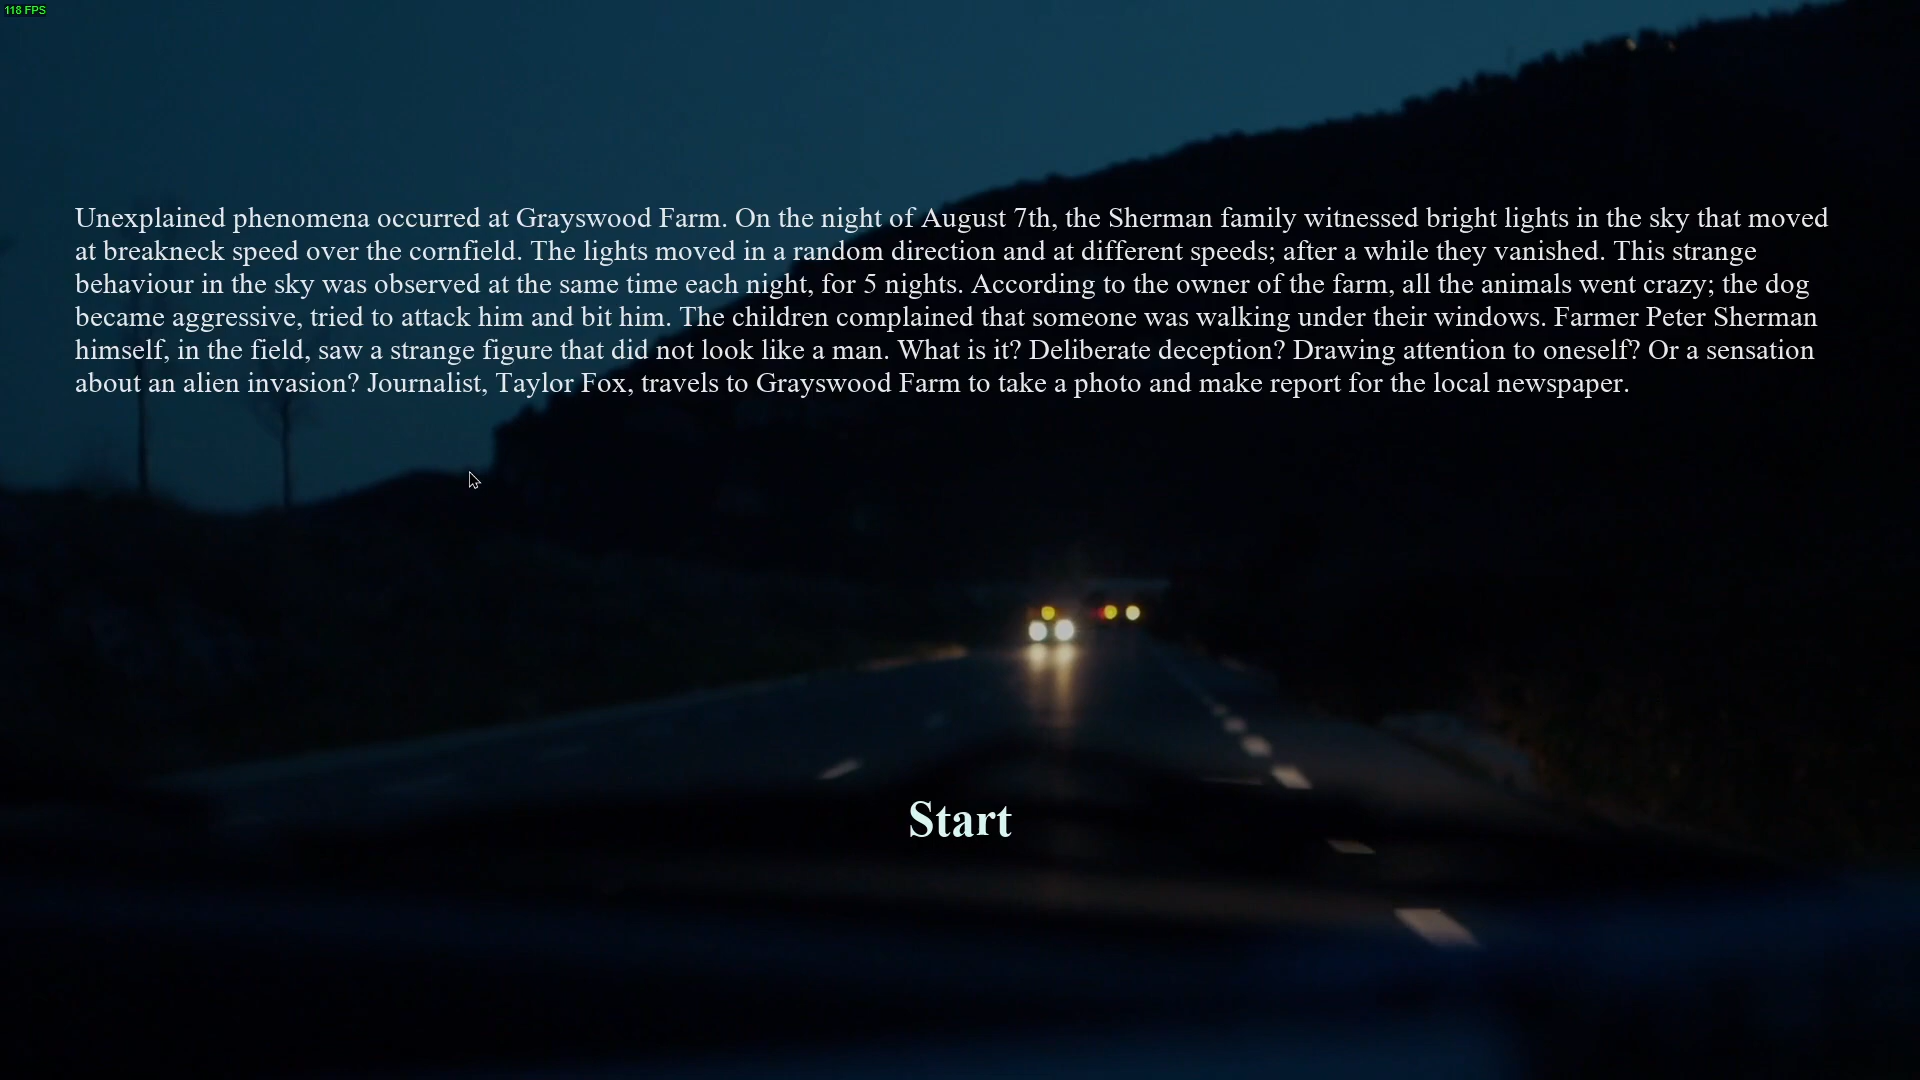 118 FPS
Unexplained phenomena occurred at Grayswood Farm. On the night of August 7th, the Sherman family witnessed bright lights in the sky that moved
at breakneck speed over the cornfield. The lights moved in a random direction and at different speeds; after a while they vanished. This strange
behaviour in the sky was observed at the same time each night, for 5 nights. According to the owner of the farm, all the animals went crazy; the dog
became aggressive, tried to attack him and bit him. The children complained that someone was walking under their windows. Farmer Peter Sherman
himself, in the field, saw a strange figure that did not look like a man. What is it? Deliberate deception? Drawing attention to oneself? Or a sensation
about an alien invasion? Journalist, Taylor Fox, travels to Grayswood Farm to take a photo and make report for the local newspaper.
Start